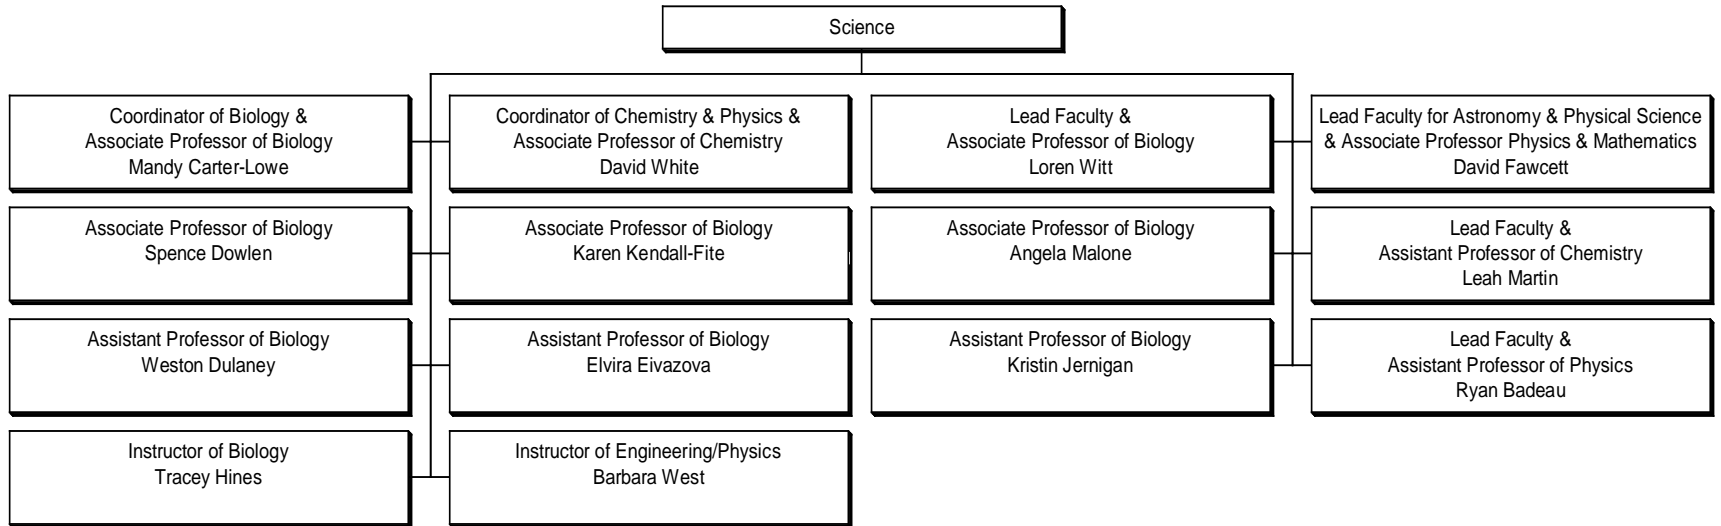 Science
Coordinator of Biology &
Associate Professor of Biology
Mandy Carter-Lowe
Coordinator of Chemistry & Physics &
Associate Professor of Chemistry
David White
Lead Faculty &
Associate Professor of Biology
Loren Witt
Lead Faculty for Astronomy & Physical Science
& Associate Professor Physics & Mathematics
David Fawcett
Associate Professor of Biology
Spence Dowlen
Associate Professor of Biology
Karen Kendall-Fite
Associate Professor of Biology
Angela Malone
Lead Faculty &
Assistant Professor of Chemistry
Leah Martin
Assistant Professor of Biology
Weston Dulaney
Assistant Professor of Biology
Elvira Eivazova
Assistant Professor of Biology
Kristin Jernigan
Lead Faculty &
Assistant Professor of Physics
Ryan Badeau
Instructor of Biology
Tracey Hines
Instructor of Engineering/Physics
Barbara West